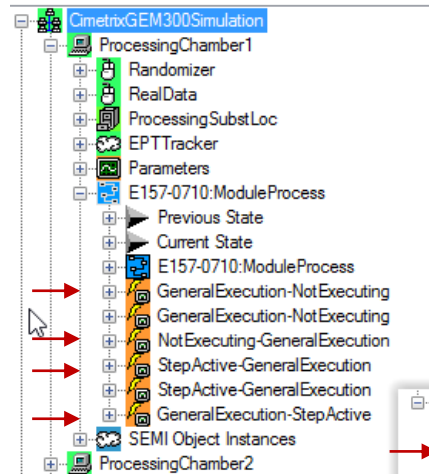 CimetrixGEM300Simulation
ProcessingChamber1
Randomizer
RealData
ProcessingSubstLoc
EPTTracker
Parameters
E157-0710:ModuleProcess
Previous State
Current State
E157-0710:ModuleProcess
GeneralExecution-NotExecuting
GeneralExecution-NotExecuting
NotExecuting-GeneralExecution
StepActive-GeneralExecution
StepActive-GeneralExecution
GeneralExecution-StepActive
SEMI Object Instances
ProcessingChamber2